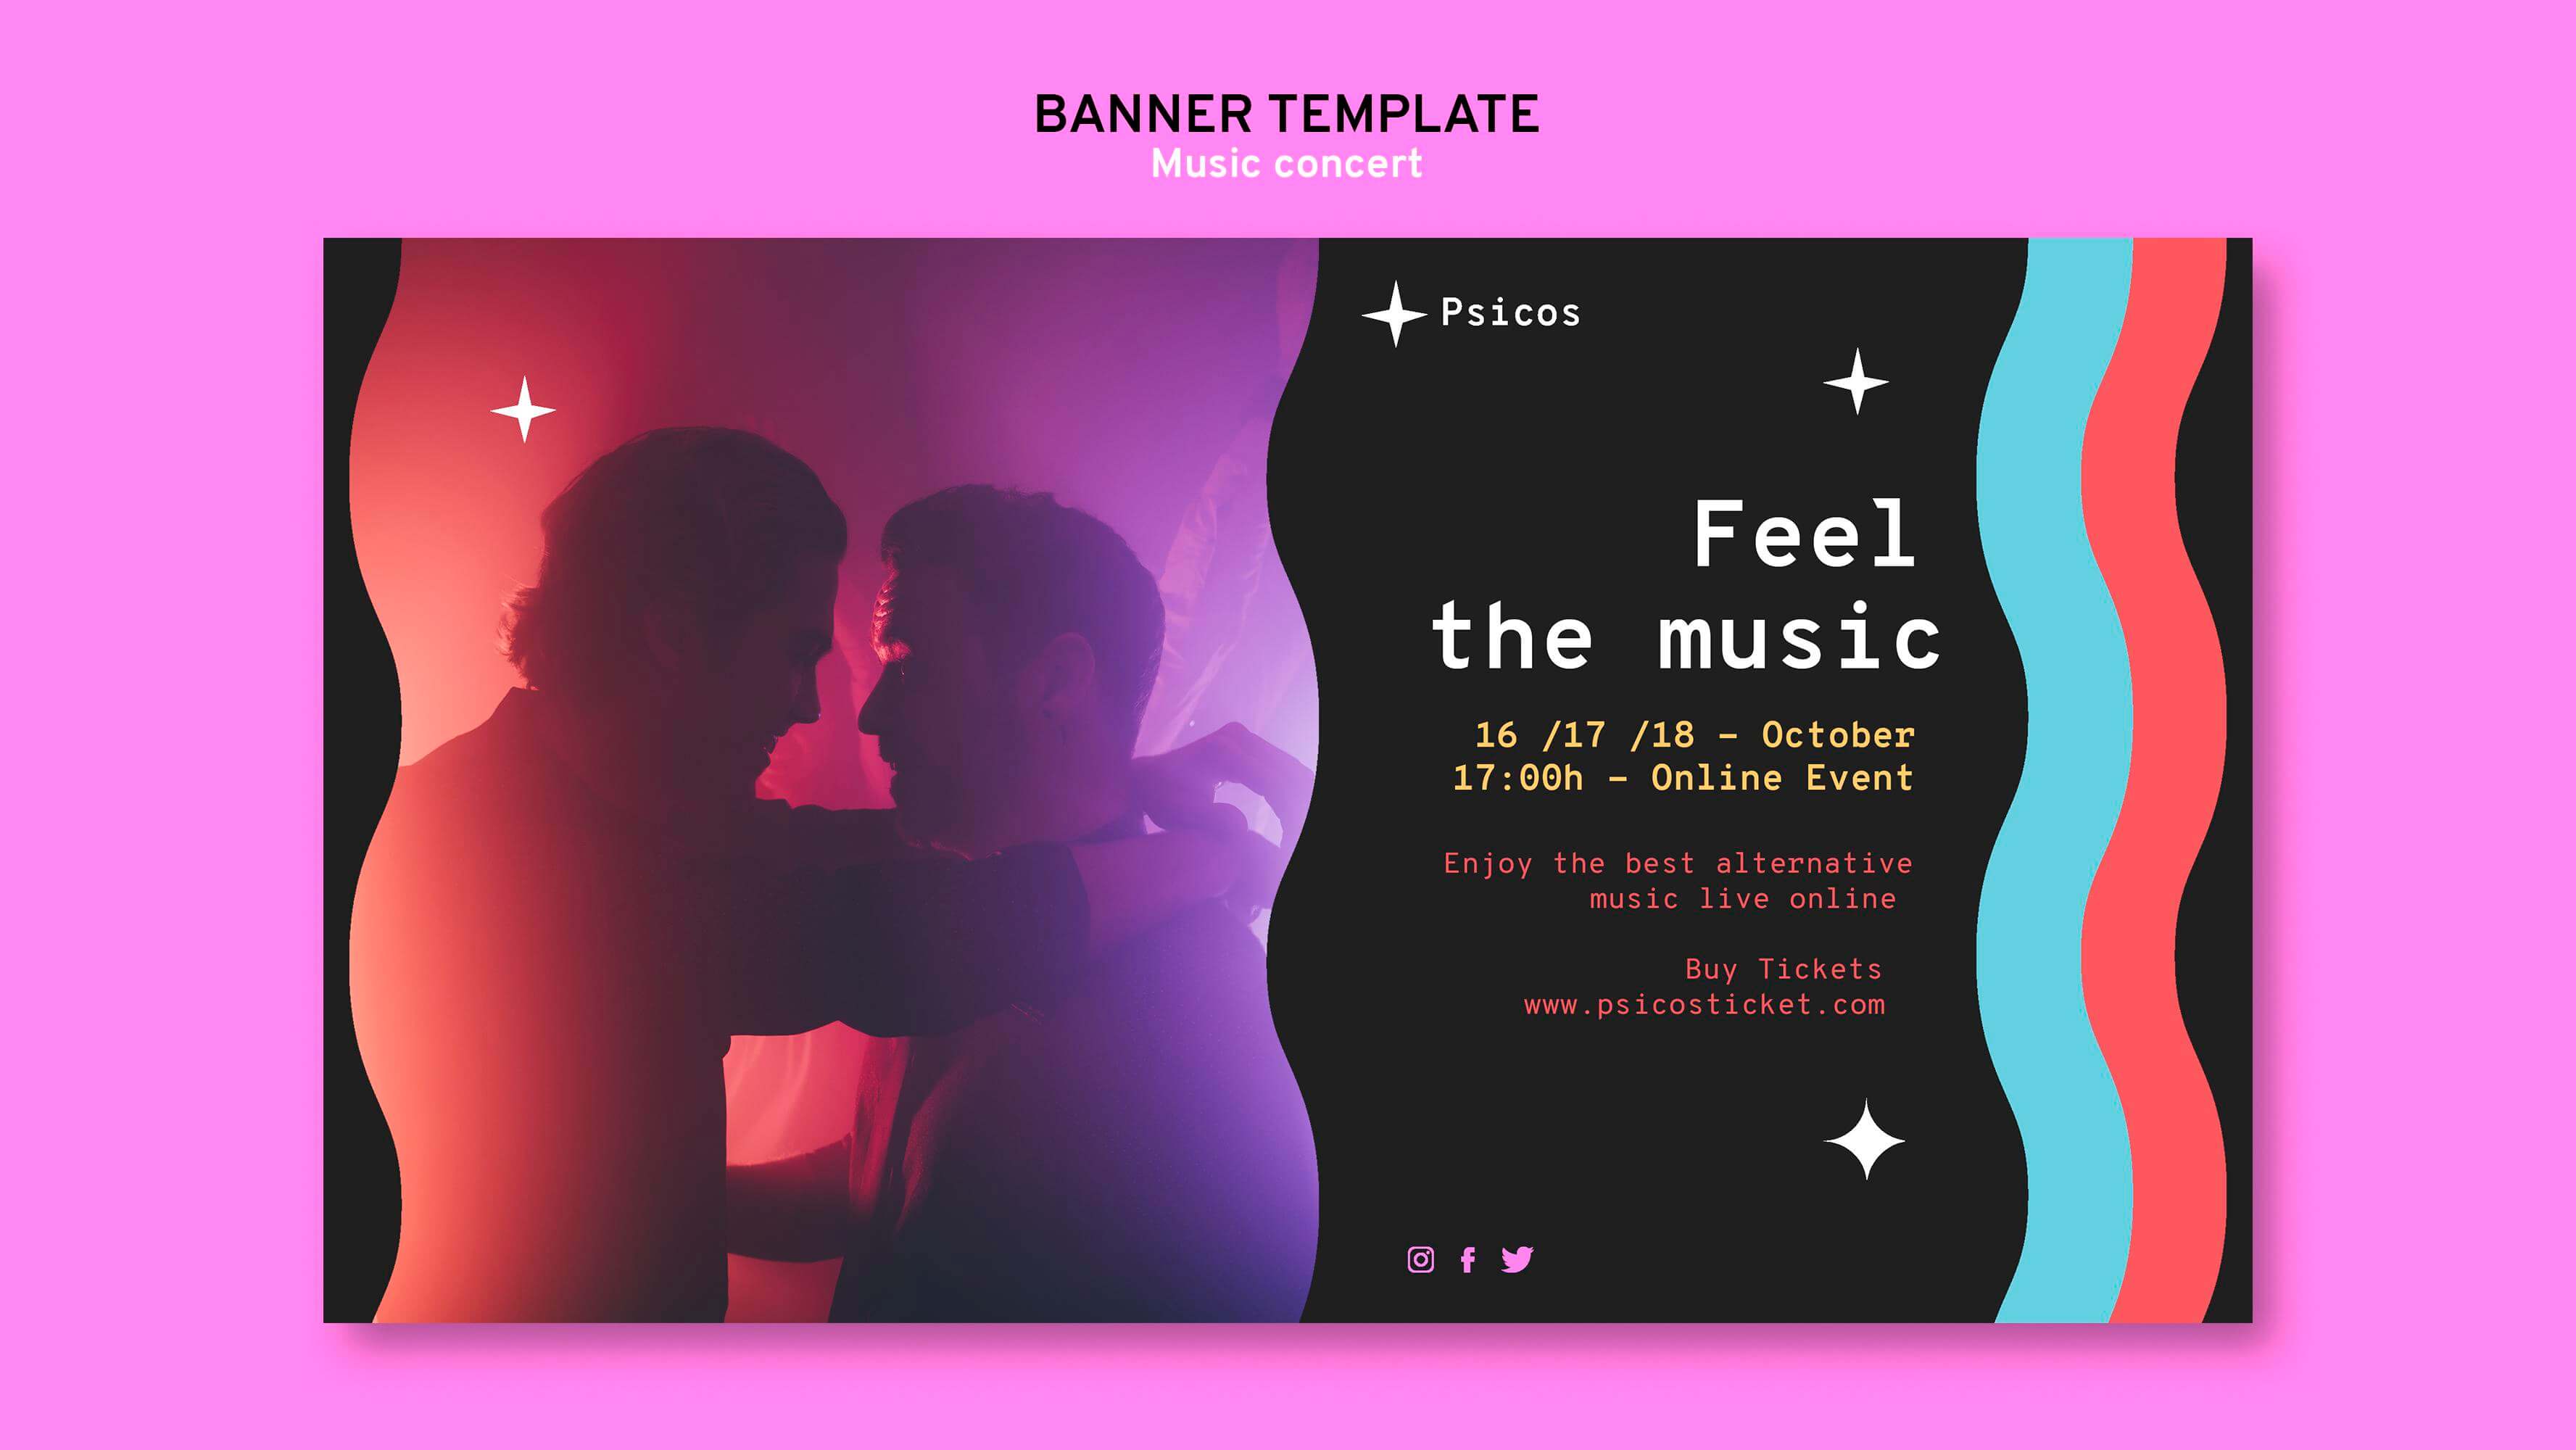 BANNER TEMPLATE
Music concert
Psicos
Feel
the music
16 /17 /18 – October
17:00h – Online Event
Enjoy the best alternative
music live online
Buy Tickets
www.psicosticket.com